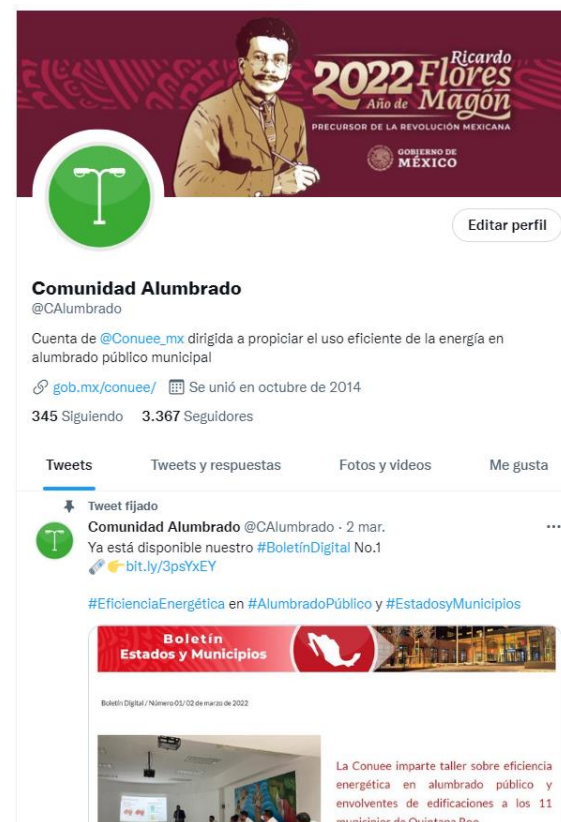 Ricardo
2022 Flores
Año de Magón
PRECURSOR DE LA REVOLUCIÓN MEXICANA
GOBIERNO DE
MÉXICO
Editar perfil
Comunidad Alumbrado
@CAlumbrado
Cuenta de @Conuee_mx dirigida a propiciar el uso eficiente de la energía en
alumbrado público municipal
gob.mx/conuee/ Se unió en octubre de 2014
345 Siguiendo 3.367 Seguidores
Tweets Tweets y respuestas Fotos y videos Me gusta
Tweet fijado
Comunidad Alumbrado @CAlumbrado · 2 mar.
Ya está disponible nuestro #BoletínDigital No.1
bit.ly/3psYxEY
#EficienciaEnergética en #AlumbradoPúblico y #EstadosyMunicipios
Boletín
Estados y Municipios
Boletín Digital / Número 01/ 02 de marzo de 2022
La Conuee imparte taller sobre eficiencia
energética en alumbrado público y
envolventes de edificaciones a los 11
municipios de Quintana Roo